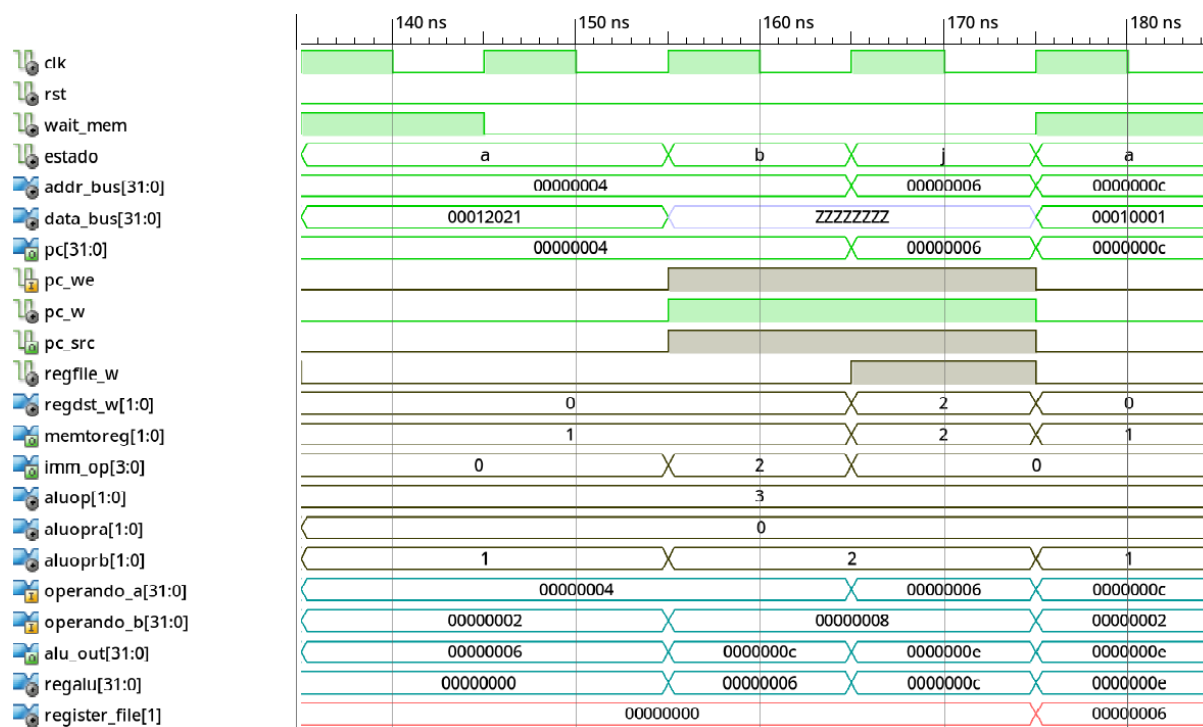 140 ns 150 ns 160 ns 170 ns 180 ns
clk
rst
wait_mem
estado a b j a
addr_bus[31:0] 00000004 00000006 0000000c
data_bus[31:0] 00012021 ZZZZZZZZ 00010001
pc[31:0] 00000004 00000006 0000000c
pc_we
pc_w
pc_src
regfile_w
regdst_w[1:0] 0 2 0
memtoreg[1:0] 1 2 1
imm_op[3:0] 0 2 0
aluop[1:0] 3
aluopra[1:0] 0
aluoprb[1:0] 1 2 1
operando_a[31:0] 00000004 00000006 0000000c
operando_b[31:0] 00000002 00000008 00000002
alu_out[31:0] 00000006 0000000c 0000000e 0000000e
regalu[31:0] 00000000 00000006 0000000c 0000000e
register_file[1] 00000000 00000006